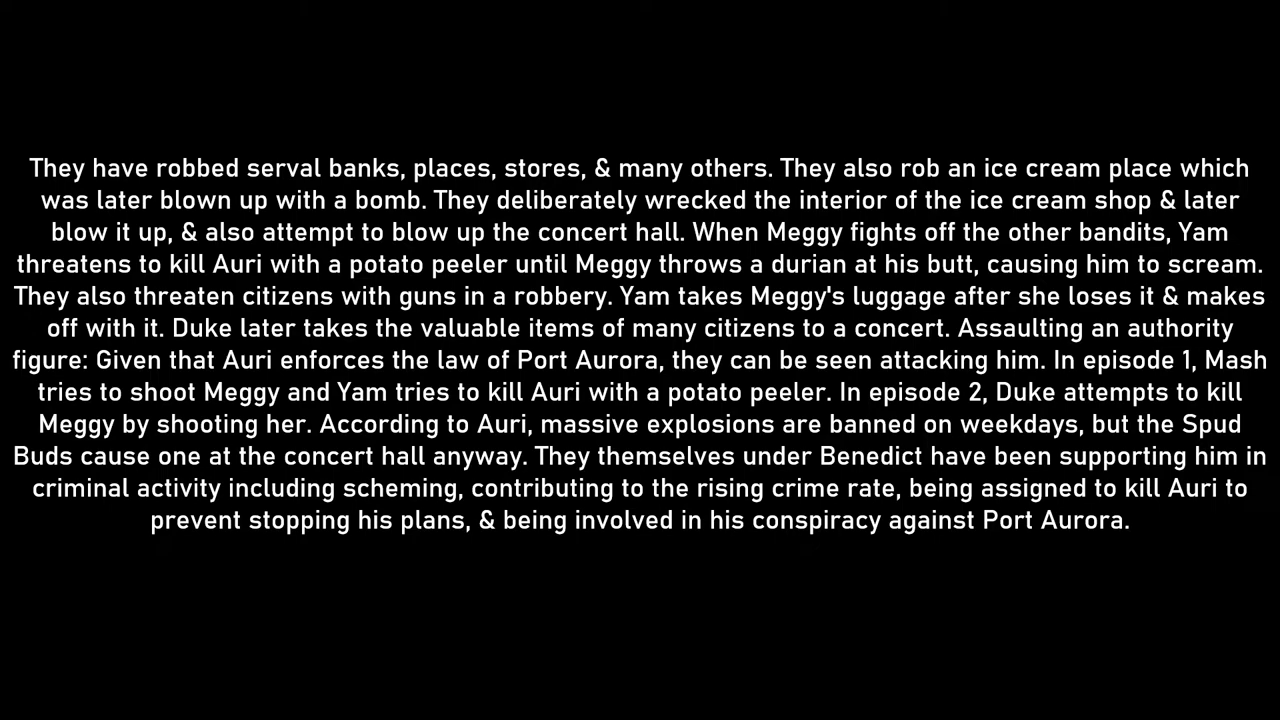 They have robbed serval banks, places, stores, & many others. They also rob an ice cream place which
was later blown up with a bomb. They deliberately wrecked the interior of the ice cream shop & later
blow it up, & also attempt to blow up the concert hall. When Meggy fights off the other bandits, Yam
threatens to kill Auri with a potato peeler until Meggy throws a durian at his butt, causing him to scream.
They also threaten citizens with guns in a robbery. Yam takes Meggy's luggage after she loses it & makes
off with it. Duke later takes the valuable items of many citizens to a concert. Assaulting an authority
figure: Given that Auri enforces the law of Port Aurora, they can be seen attacking him. In episode 1, Mash
tries to shoot Meggy and Yam tries to kill Auri with a potato peeler. In episode 2, Duke attempts to kill
Meggy by shooting her. According to Auri, massive explosions are banned on weekdays, but the Spud
Buds cause one at the concert hall anyway. They themselves under Benedict have been supporting him in
criminal activity including scheming, contributing to the rising crime rate, being assigned to kill Auri to
prevent stopping his plans, & being involved in his conspiracy against Port Aurora.